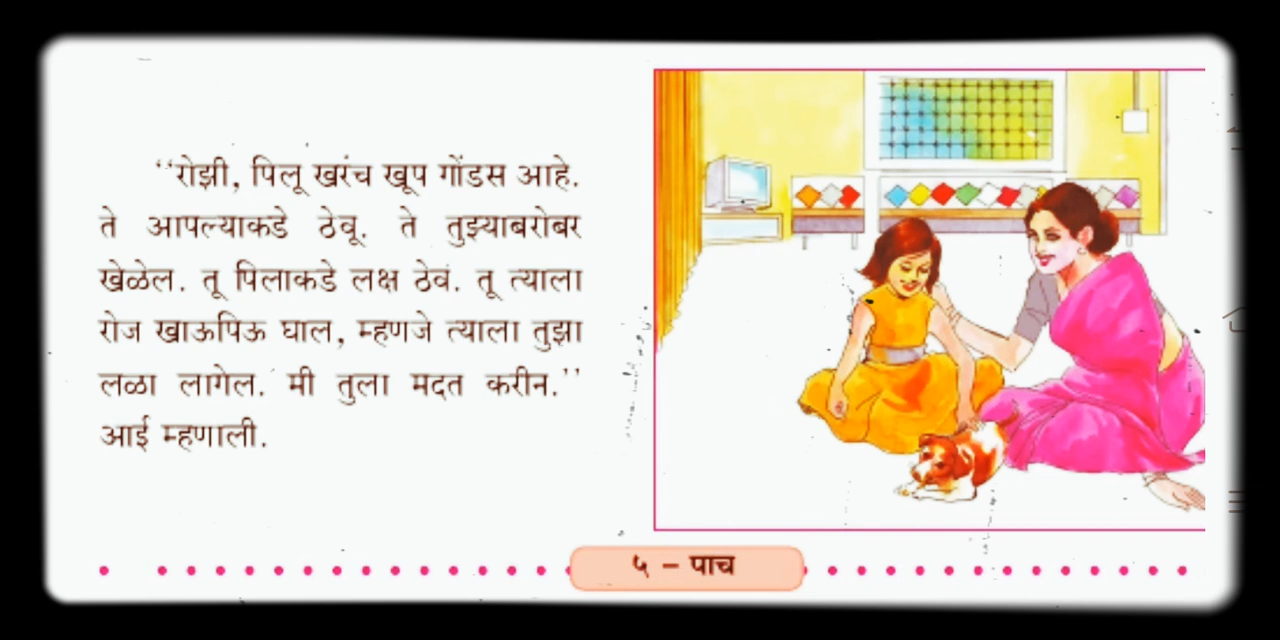 “रोझी, पिलू खरंच खूप गोंडस आहे.
ते आपल्याकडे ठेवू. ते तुझ्याबरोबर
खेळेल. तू पिलाकडे लक्ष ठेव. तू त्याला
रोज खाऊपिऊ घाल, म्हणजे त्याला तुझा
लळा लागेल. मी तुला मदत करीन.”
आई म्हणाली.
५ – पाच